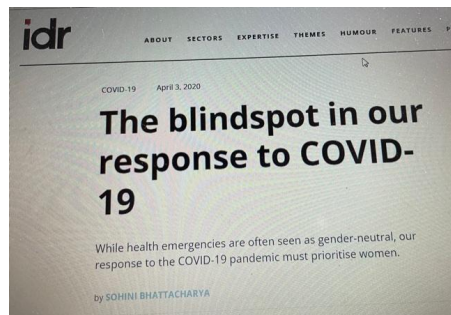 idr
ABOUT SECTORS EXPERTISE THEMES HUMOUR FEATURES
COVID-19 April 3, 2020
The blindspot in our
response to COVID-
19
While health emergencies are often seen as gender-neutral, our
response to the COVID-19 pandemic must prioritise women.
by SOHINI BHATTACHARYA